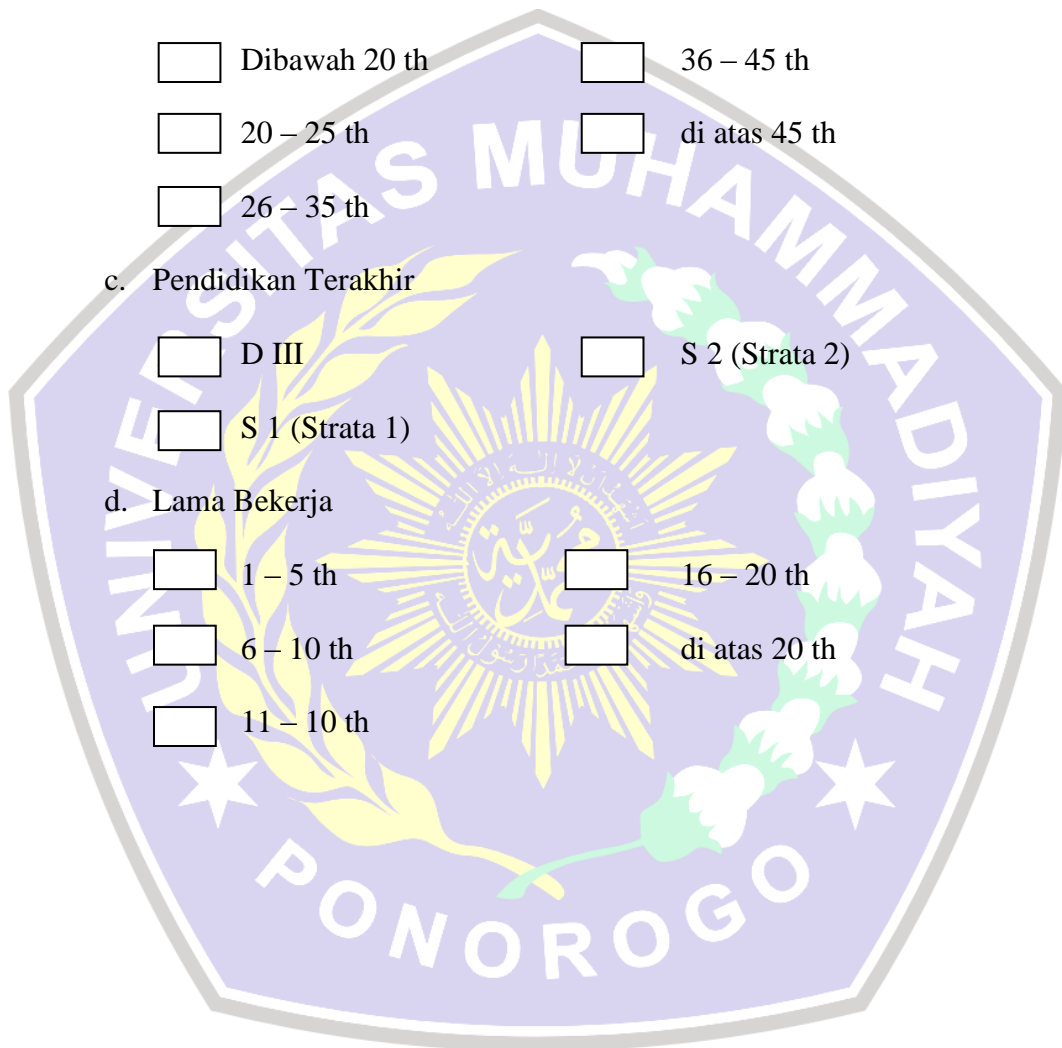 Dibawah 20 th 36 – 45 th
20 – 25 th di atas 45 th
26 – 35 th
c. Pendidikan Terakhir
D III S 2 (Strata 2)
S 1 (Strata 1)
d. Lama Bekerja
1 – 5 th 16 – 20 th
6 – 10 th di atas 20 th
11 – 10 th
UNIVERSITAS MUHAMMADIYAH
PONOROGO
محمدية